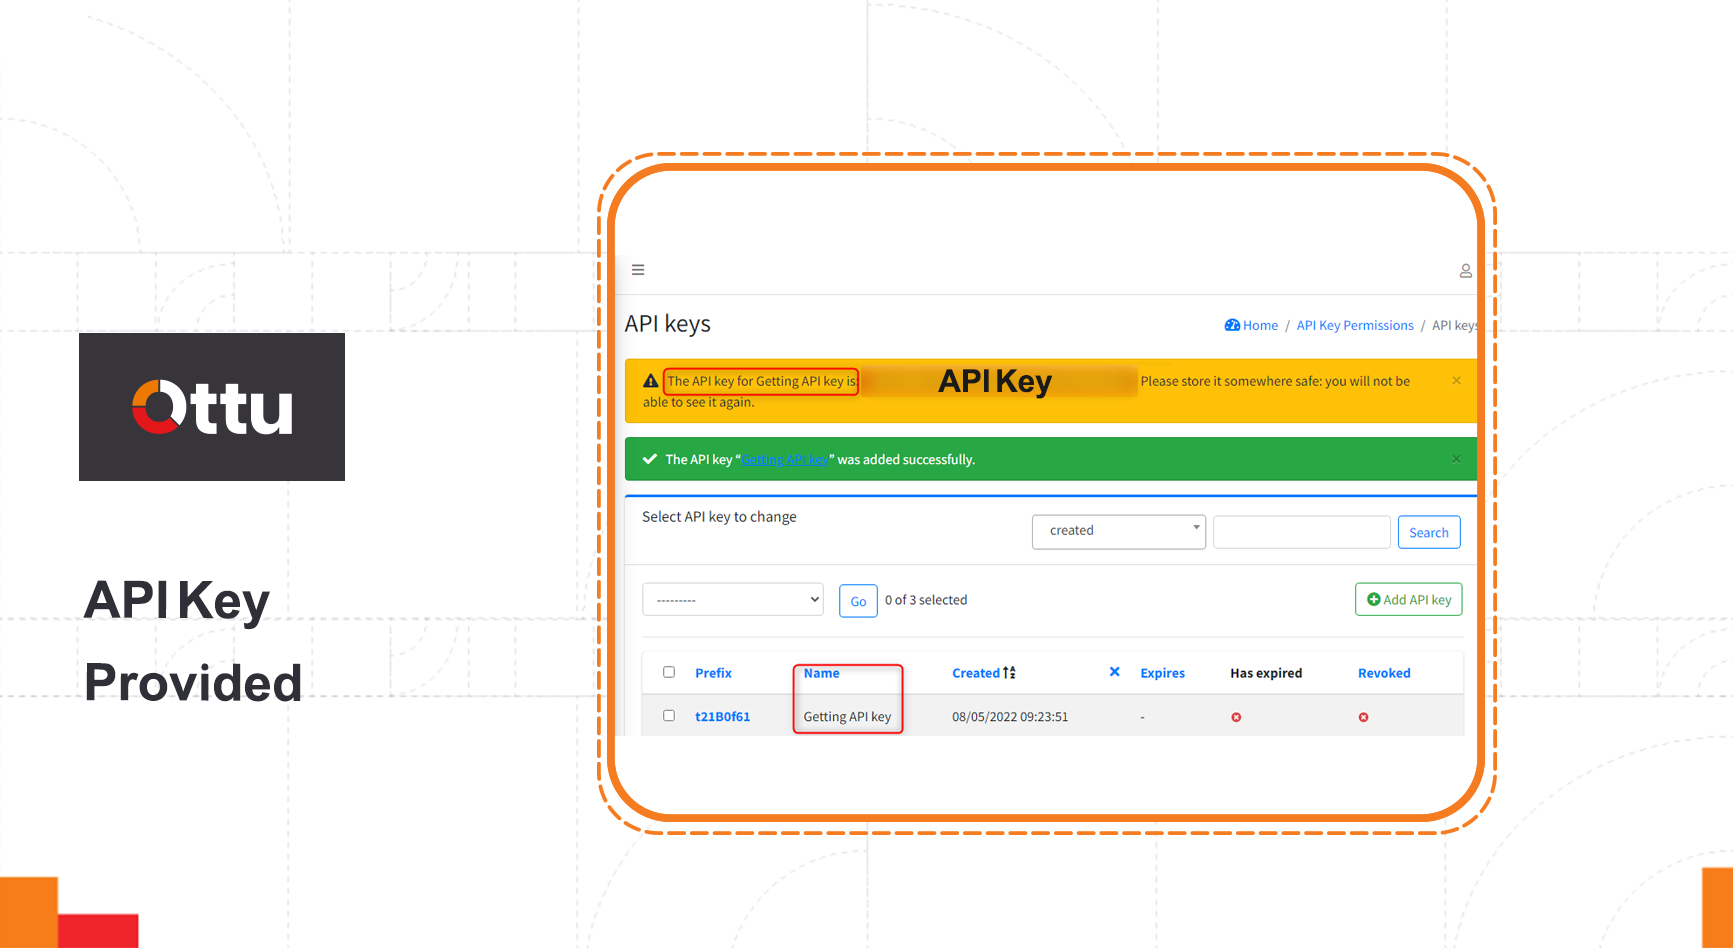 Ottu
API Key
Provided
API keys
Home / API Key Permissions / API keys
The API key for Getting API key is: API Key Please store it somewhere safe: you will not be
able to see it again.
The API key “Getting API key” was added successfully.
Select API key to change
created
Search
---------
Go
0 of 3 selected
Add API key
Prefix Name Created Expires Has expired Revoked
t21B0f61 Getting API key 08/05/2022 09:23:51 -